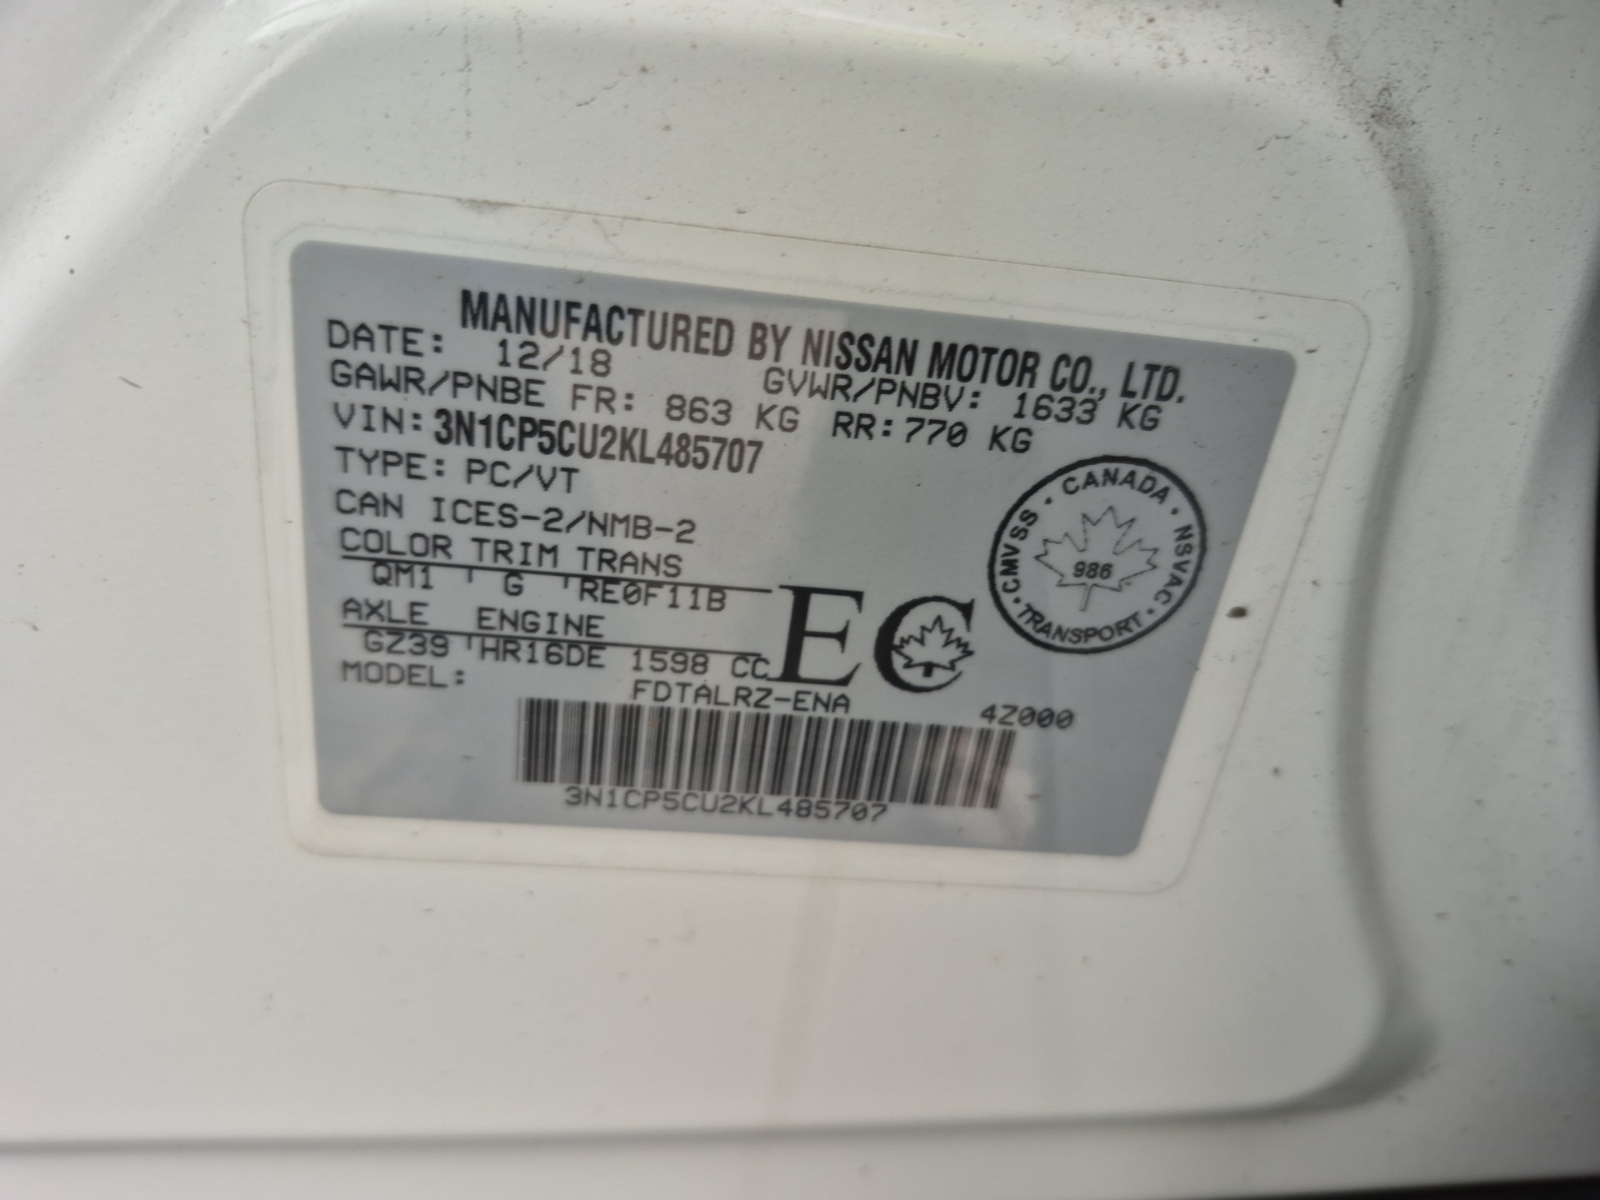 MANUFACTURED BY NISSAN MOTOR CO., LTD.
DATE: 12/18 GVWR/PNBV: 1633 KG
GAWR/PNBE FR: 863 KG RR: 770 KG
VIN: 3N1CP5CU2KL485707
TYPE: PC/VT
CAN ICES-2/NMB-2
COLOR TRIM TRANS
QM1 G RE0F11B
AXLE ENGINE
GZ39 HR16DE 1598 CC
MODEL: FDTALRZ-ENA 4Z000
3N1CP5CU2KL485707
EC
CANADA · NSVAC · TRANSPORT · CMVSS ·
986